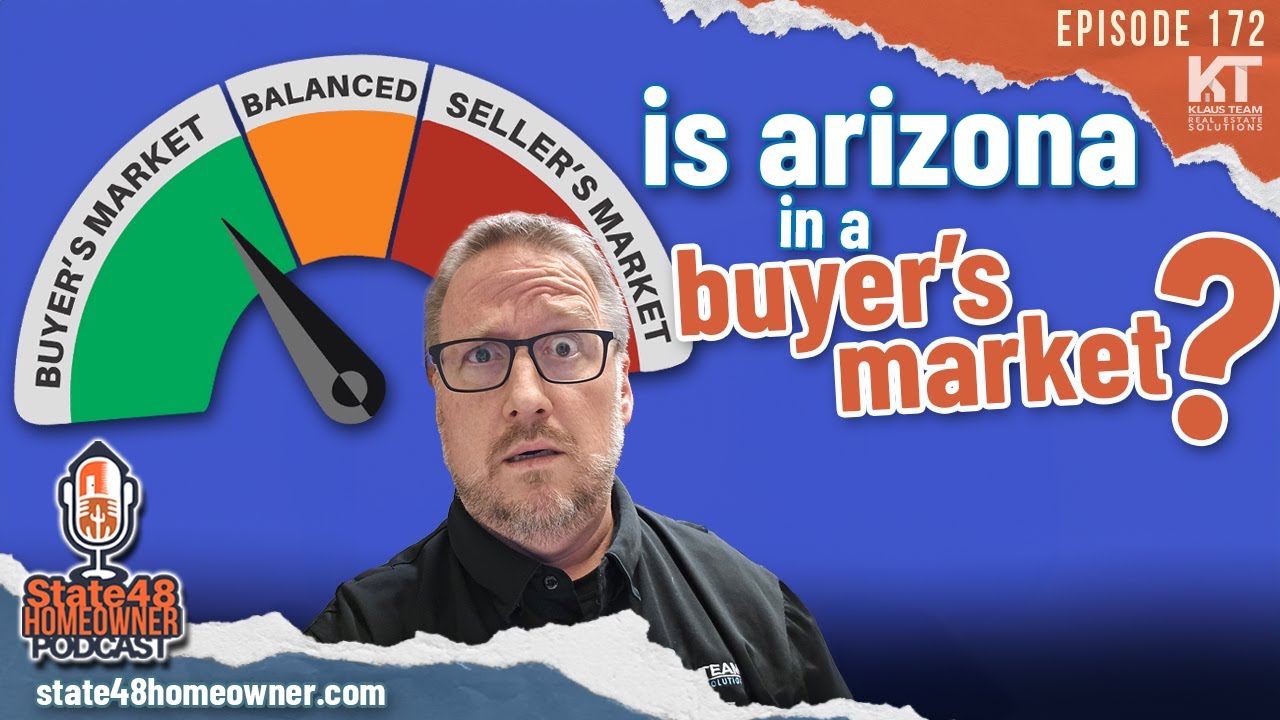 EPISODE 172
KT
KLAUS TEAM
REAL ESTATE
SOLUTIONS
BUYER'S MARKET
BALANCED
SELLER'S MARKET
is arizona
in a
buyer's
market?
State48
HOMEOWNER
PODCAST
state48homeowner.com
TEAM